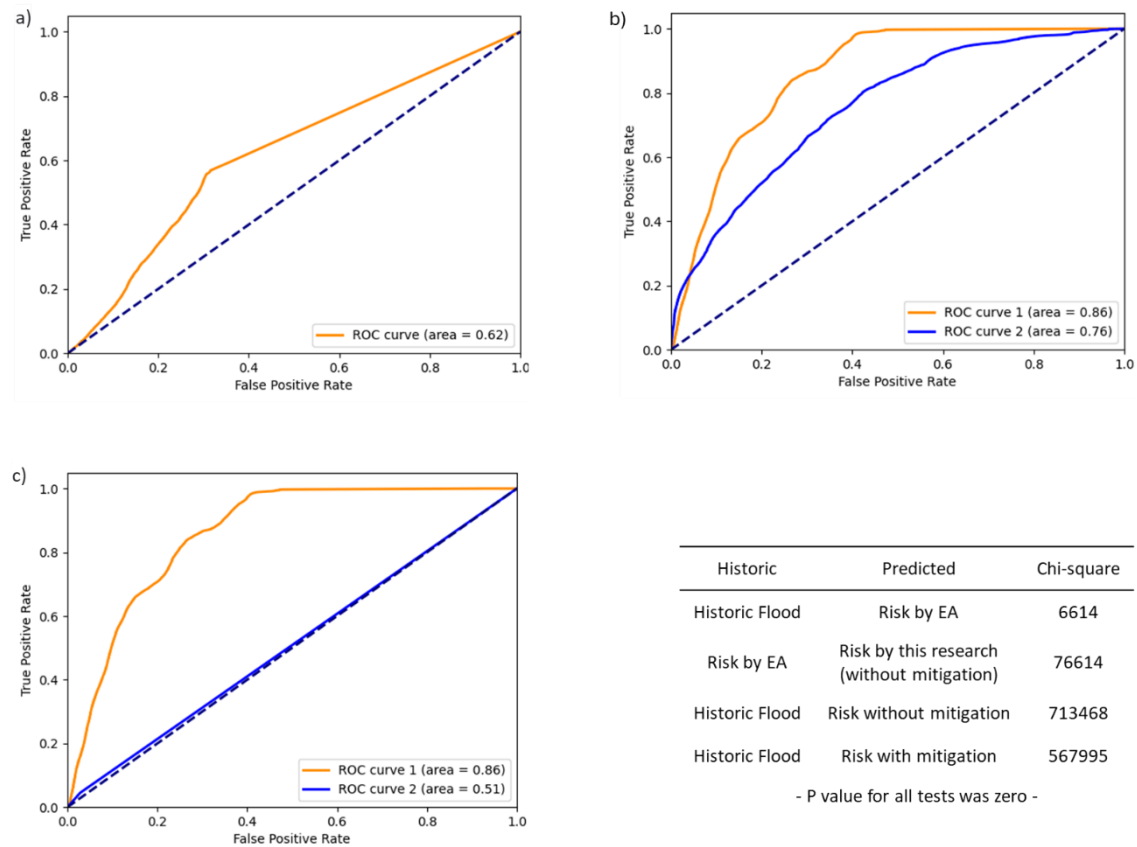 a)
1.0
0.8
0.6
0.4
0.2
0.0
True Positive Rate
ROC curve (area = 0.62)
0.0 0.2 0.4 0.6 0.8 1.0
False Positive Rate
b)
1.0
0.8
0.6
0.4
0.2
0.0
True Positive Rate
ROC curve 1 (area = 0.86)
ROC curve 2 (area = 0.76)
0.0 0.2 0.4 0.6 0.8 1.0
False Positive Rate
c)
1.0
0.8
0.6
0.4
0.2
0.0
True Positive Rate
ROC curve 1 (area = 0.86)
ROC curve 2 (area = 0.51)
0.0 0.2 0.4 0.6 0.8 1.0
False Positive Rate
Historic Predicted Chi-square
Historic Flood Risk by EA 6614
Risk by EA Risk by this research (without mitigation) 76614
Historic Flood Risk without mitigation 713468
Historic Flood Risk with mitigation 567995
- P value for all tests was zero -